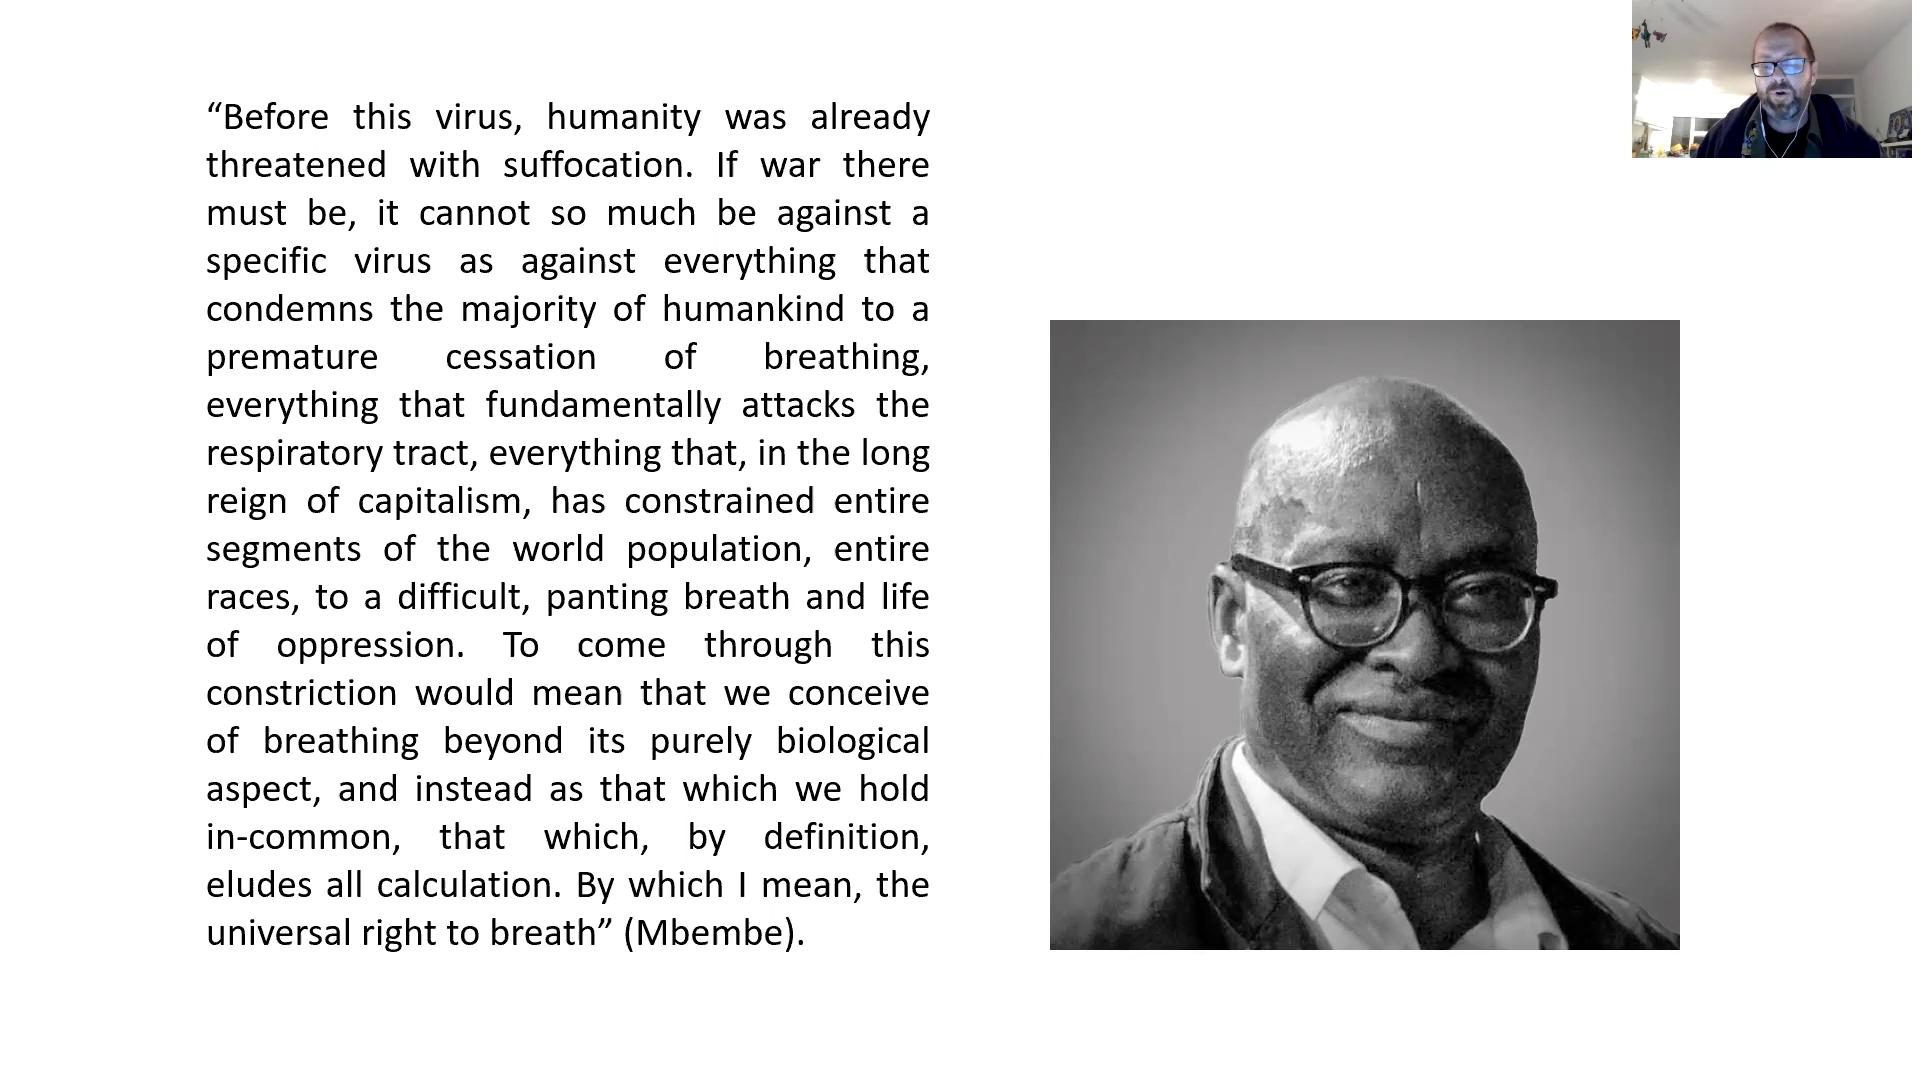 “Before this virus, humanity was already
threatened with suffocation. If war there
must be, it cannot so much be against a
specific virus as against everything that
condemns the majority of humankind to a
premature cessation of breathing,
everything that fundamentally attacks the
respiratory tract, everything that, in the long
reign of capitalism, has constrained entire
segments of the world population, entire
races, to a difficult, panting breath and life
of oppression. To come through this
constriction would mean that we conceive
of breathing beyond its purely biological
aspect, and instead as that which we hold
in-common, that which, by definition,
eludes all calculation. By which I mean, the
universal right to breath” (Mbembe).